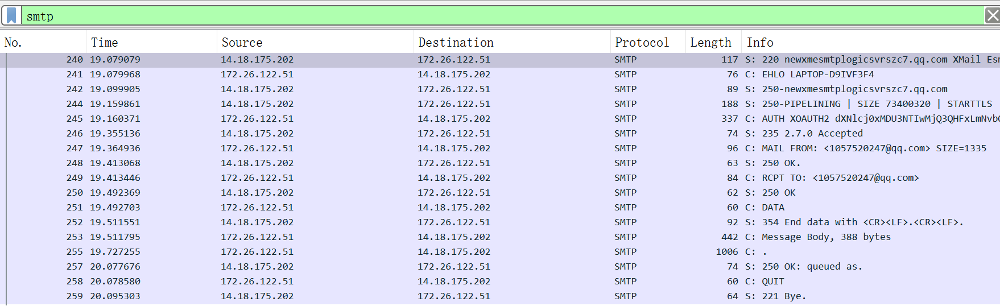 smtp
No. Time Source Destination Protocol Length Info
240 19.079079 14.18.175.202 172.26.122.51 SMTP 117 S: 220 newxmesmtplogicsvrszc7.qq.com XMail Esm
241 19.079968 172.26.122.51 14.18.175.202 SMTP 76 C: EHLO LAPTOP-D9IVF3F4
242 19.099905 14.18.175.202 172.26.122.51 SMTP 89 S: 250-newxmesmtplogicsvrszc7.qq.com
244 19.159861 14.18.175.202 172.26.122.51 SMTP 188 S: 250-PIPELINING | SIZE 73400320 | STARTTLS
245 19.160371 172.26.122.51 14.18.175.202 SMTP 337 C: AUTH XOAUTH2 dXNlcj0xMDU3NTIwMjQ3QHFxLmNvb
246 19.355136 14.18.175.202 172.26.122.51 SMTP 74 S: 235 2.7.0 Accepted
247 19.364936 172.26.122.51 14.18.175.202 SMTP 96 C: MAIL FROM: <1057520247@qq.com> SIZE=1335
248 19.413068 14.18.175.202 172.26.122.51 SMTP 63 S: 250 OK.
249 19.413446 172.26.122.51 14.18.175.202 SMTP 84 C: RCPT TO: <1057520247@qq.com>
250 19.492369 14.18.175.202 172.26.122.51 SMTP 62 S: 250 OK
251 19.492703 172.26.122.51 14.18.175.202 SMTP 60 C: DATA
252 19.511551 14.18.175.202 172.26.122.51 SMTP 92 S: 354 End data with <CR><LF>.<CR><LF>.
253 19.511795 172.26.122.51 14.18.175.202 SMTP 442 C: Message Body, 388 bytes
255 19.727255 172.26.122.51 14.18.175.202 SMTP 1006 C: .
257 20.077676 14.18.175.202 172.26.122.51 SMTP 74 S: 250 OK: queued as.
258 20.078580 172.26.122.51 14.18.175.202 SMTP 60 C: QUIT
259 20.095303 14.18.175.202 172.26.122.51 SMTP 64 S: 221 Bye.